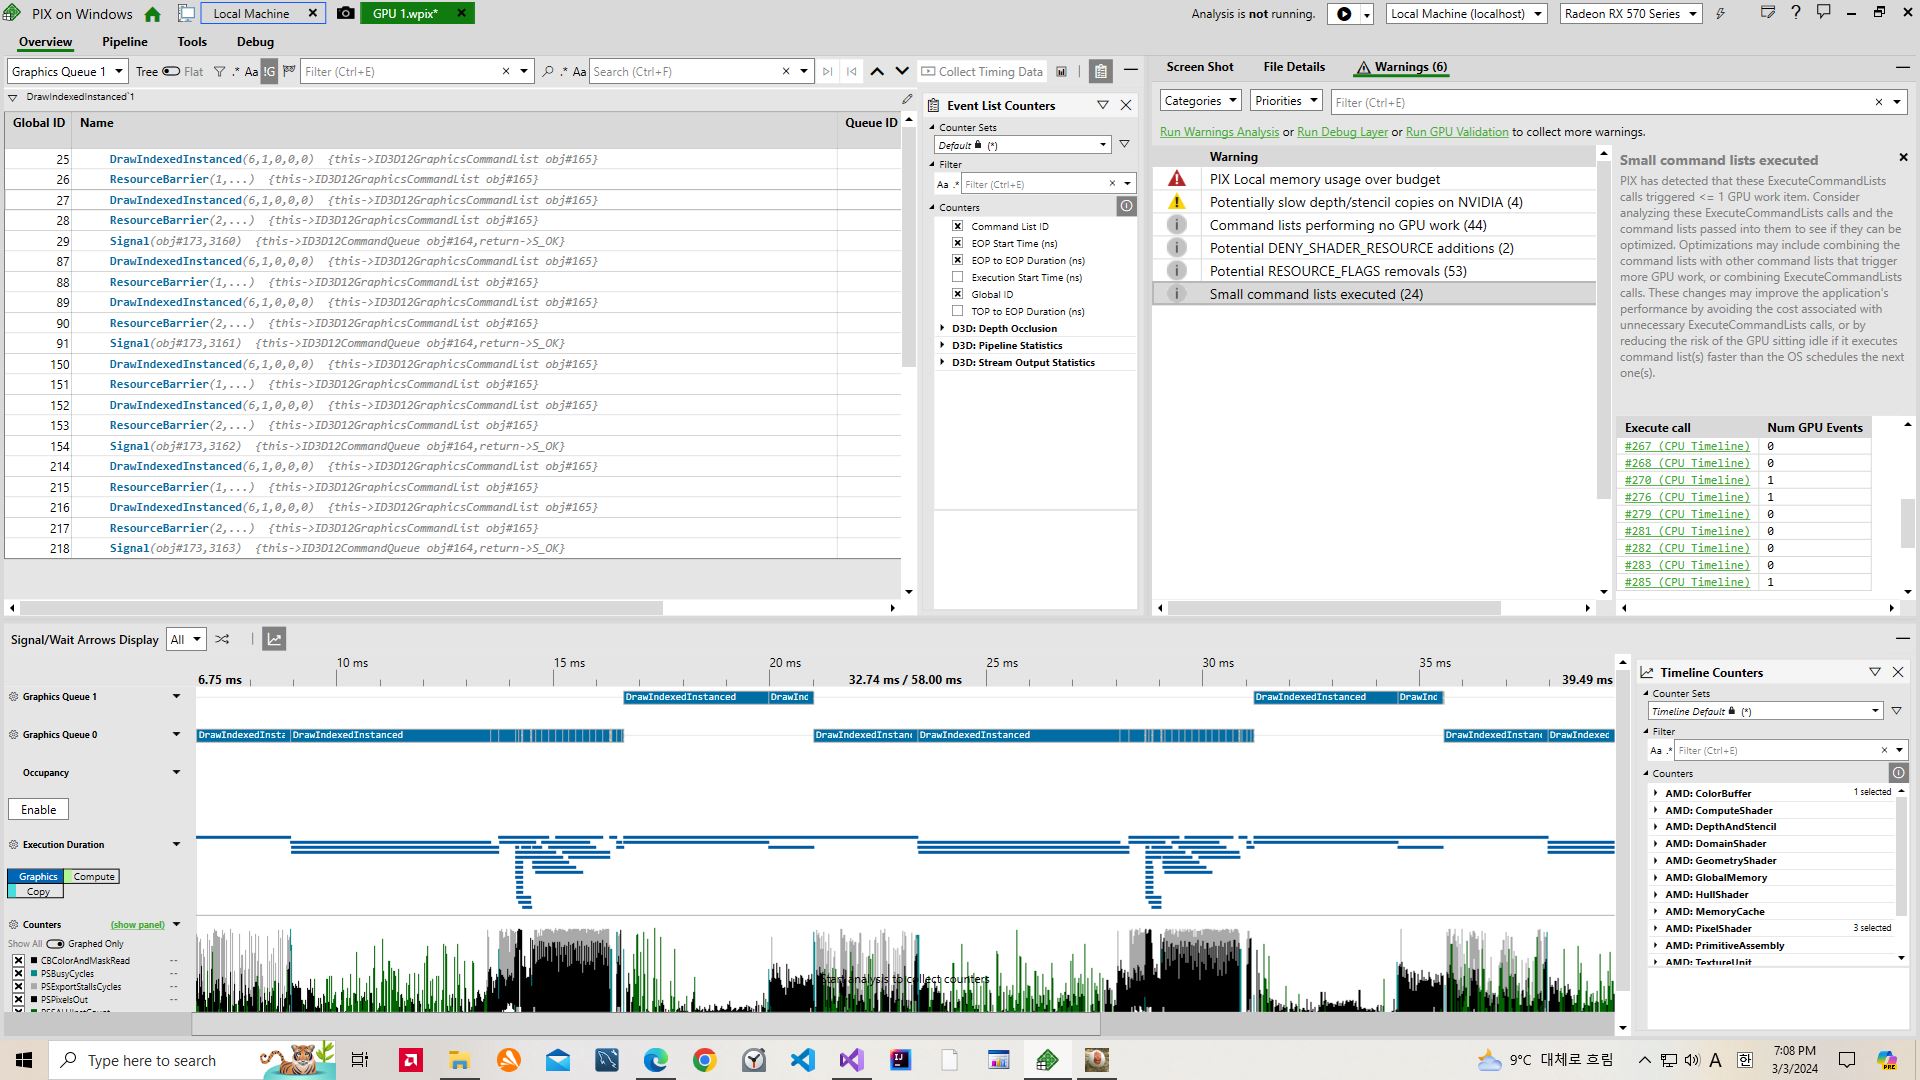 PIX on Windows
Local Machine
GPU 1.wpix*
Analysis is not running.
Local Machine (localhost)
Radeon RX 570 Series
Overview
Pipeline
Tools
Debug
Graphics Queue 1
Tree
Flat
.*
Aa
!G
Filter (Ctrl+E)
.*
Aa
Search (Ctrl+F)
Collect Timing Data
DrawIndexedInstanced`1
Global ID
Name
Queue ID
25 DrawIndexedInstanced(6,1,0,0,0) {this->ID3D12GraphicsCommandList obj#165}
26 ResourceBarrier(1,...) {this->ID3D12GraphicsCommandList obj#165}
27 DrawIndexedInstanced(6,1,0,0,0) {this->ID3D12GraphicsCommandList obj#165}
28 ResourceBarrier(2,...) {this->ID3D12GraphicsCommandList obj#165}
29 Signal(obj#173,3160) {this->ID3D12CommandQueue obj#164,return->S_OK}
87 DrawIndexedInstanced(6,1,0,0,0) {this->ID3D12GraphicsCommandList obj#165}
88 ResourceBarrier(1,...) {this->ID3D12GraphicsCommandList obj#165}
89 DrawIndexedInstanced(6,1,0,0,0) {this->ID3D12GraphicsCommandList obj#165}
90 ResourceBarrier(2,...) {this->ID3D12GraphicsCommandList obj#165}
91 Signal(obj#173,3161) {this->ID3D12CommandQueue obj#164,return->S_OK}
150 DrawIndexedInstanced(6,1,0,0,0) {this->ID3D12GraphicsCommandList obj#165}
151 ResourceBarrier(1,...) {this->ID3D12GraphicsCommandList obj#165}
152 DrawIndexedInstanced(6,1,0,0,0) {this->ID3D12GraphicsCommandList obj#165}
153 ResourceBarrier(2,...) {this->ID3D12GraphicsCommandList obj#165}
154 Signal(obj#173,3162) {this->ID3D12CommandQueue obj#164,return->S_OK}
214 DrawIndexedInstanced(6,1,0,0,0) {this->ID3D12GraphicsCommandList obj#165}
215 ResourceBarrier(1,...) {this->ID3D12GraphicsCommandList obj#165}
216 DrawIndexedInstanced(6,1,0,0,0) {this->ID3D12GraphicsCommandList obj#165}
217 ResourceBarrier(2,...) {this->ID3D12GraphicsCommandList obj#165}
218 Signal(obj#173,3163) {this->ID3D12CommandQueue obj#164,return->S_OK}
Event List Counters
Counter Sets
Default (*)
Filter
Aa .* Filter (Ctrl+E)
Counters
Command List ID
EOP Start Time (ns)
EOP to EOP Duration (ns)
Execution Start Time (ns)
Global ID
TOP to EOP Duration (ns)
D3D: Depth Occlusion
D3D: Pipeline Statistics
D3D: Stream Output Statistics
Screen Shot
File Details
Warnings (6)
Categories
Priorities
Filter (Ctrl+E)
Run Warnings Analysis or Run Debug Layer or Run GPU Validation to collect more warnings.
Warning
PIX Local memory usage over budget
Potentially slow depth/stencil copies on NVIDIA (4)
Command lists performing no GPU work (44)
Potential DENY_SHADER_RESOURCE additions (2)
Potential RESOURCE_FLAGS removals (53)
Small command lists executed (24)
Small command lists executed
PIX has detected that these ExecuteCommandLists
calls triggered <= 1 GPU work item. Consider
analyzing these ExecuteCommandLists calls and the
command lists passed into them to see if they can be
optimized. Optimizations may include combining the
command lists with other command lists that trigger
more GPU work, or combining ExecuteCommandLists
calls. These changes may improve the application's
performance by avoiding the cost associated with
unnecessary ExecuteCommandLists calls, or by
reducing the risk of the GPU sitting idle if it executes
command list(s) faster than the OS schedules the next
one(s).
Execute call
Num GPU Events
#267 (CPU Timeline) 0
#268 (CPU Timeline) 0
#270 (CPU Timeline) 1
#276 (CPU Timeline) 1
#279 (CPU Timeline) 0
#281 (CPU Timeline) 0
#282 (CPU Timeline) 0
#283 (CPU Timeline) 0
#285 (CPU Timeline) 1
Signal/Wait Arrows Display
All
10 ms
15 ms
20 ms
25 ms
30 ms
35 ms
6.75 ms
32.74 ms / 58.00 ms
39.49 ms
Graphics Queue 1
DrawIndexedInstanced
DrawInd
DrawIndexedInstanced
DrawInd
Graphics Queue 0
DrawIndexedInsta
DrawIndexedInstanced
DrawIndexedInstan
DrawIndexedInstanced
DrawIndexedInstan
DrawIndexed
Occupancy
Enable
Execution Duration
Graphics
Compute
Copy
Counters
(show panel)
Show All
Graphed Only
CBColorAndMaskRead --
PSBusyCycles --
PSExportStallsCycles --
PSPixelsOut --
Start analysis to collect counters
Timeline Counters
Counter Sets
Timeline Default (*)
Filter
Aa .* Filter (Ctrl+E)
Counters
AMD: ColorBuffer 1 selected
AMD: ComputeShader
AMD: DepthAndStencil
AMD: DomainShader
AMD: GeometryShader
AMD: GlobalMemory
AMD: HullShader
AMD: MemoryCache
AMD: PixelShader 3 selected
AMD: PrimitiveAssembly
AMD: TextureUnit
Type here to search
9°C 대체로 흐림
A
한
7:08 PM
3/3/2024